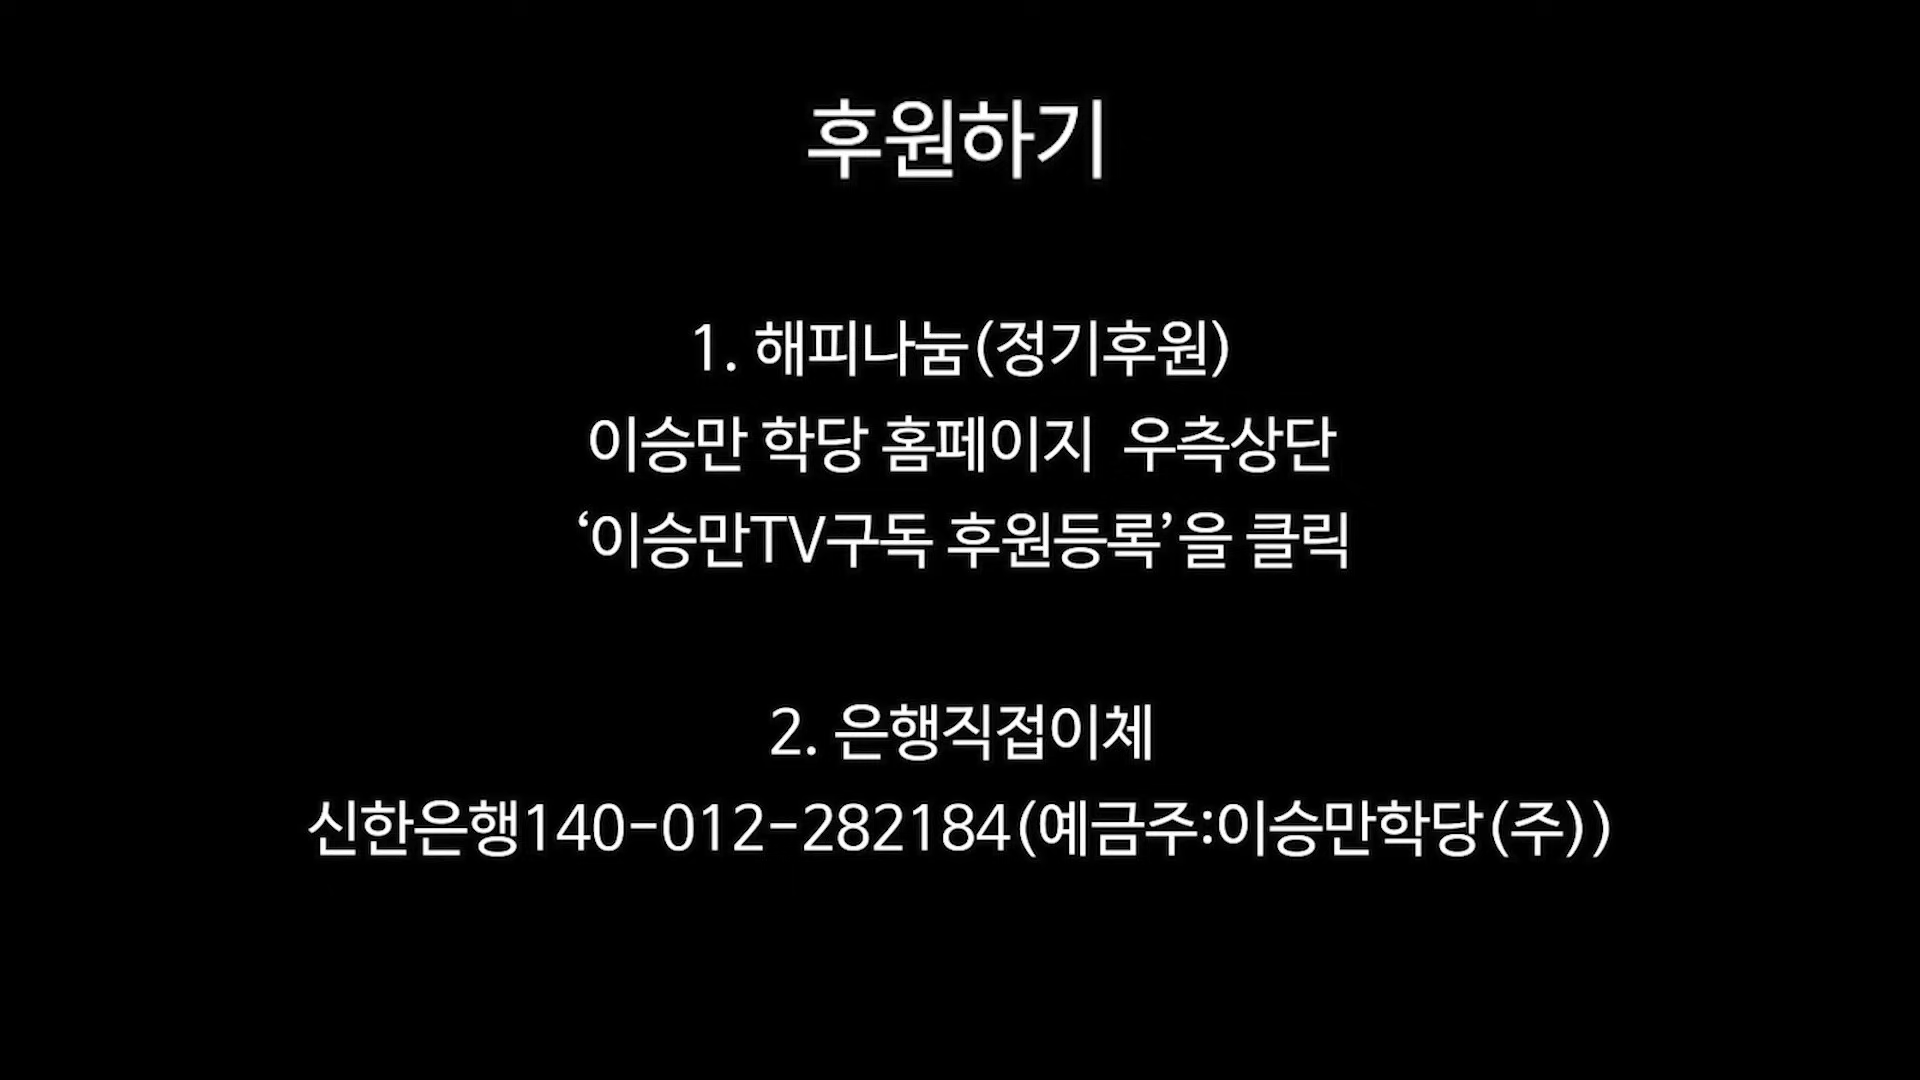 후원하기
1. 해피나눔(정기후원)
이승만 학당 홈페이지 우측상단
‘이승만TV구독 후원등록’을 클릭
2. 은행직접이체
신한은행140-012-282184(예금주:이승만학당(주))